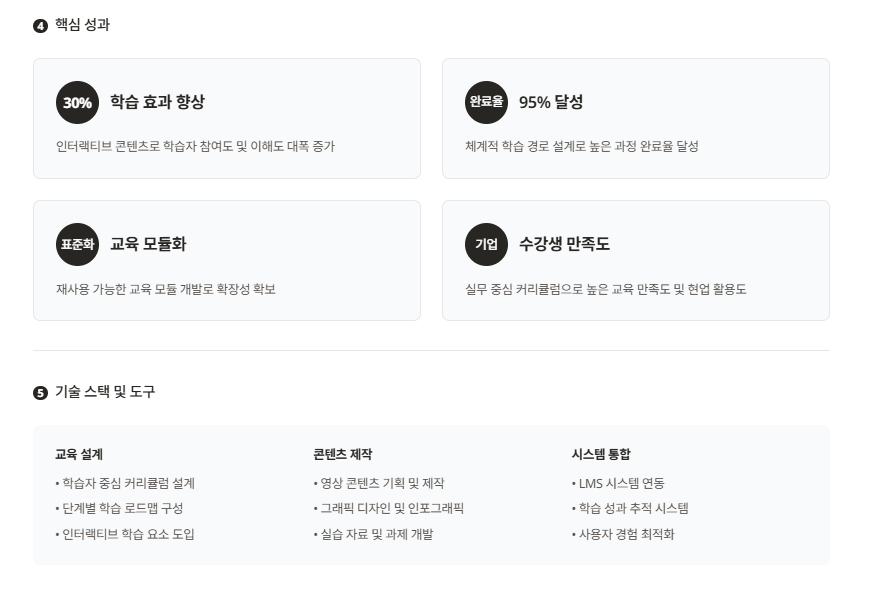 4 핵심 성과
30% 학습 효과 향상
인터랙티브 콘텐츠로 학습자 참여도 및 이해도 대폭 증가
완료율 95% 달성
체계적 학습 경로 설계로 높은 과정 완료율 달성
표준화 교육 모듈화
재사용 가능한 교육 모듈 개발로 확장성 확보
기업 수강생 만족도
실무 중심 커리큘럼으로 높은 교육 만족도 및 현업 활용도
5 기술 스택 및 도구
교육 설계
• 학습자 중심 커리큘럼 설계
• 단계별 학습 로드맵 구성
• 인터랙티브 학습 요소 도입
콘텐츠 제작
• 영상 콘텐츠 기획 및 제작
• 그래픽 디자인 및 인포그래픽
• 실습 자료 및 과제 개발
시스템 통합
• LMS 시스템 연동
• 학습 성과 추적 시스템
• 사용자 경험 최적화